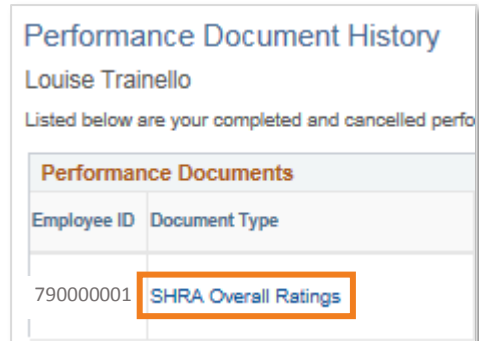 Performance Document History
Louise Trainello
Listed below are your completed and cancelled perfo
Performance Documents
Employee ID Document Type
790000001 SHRA Overall Ratings